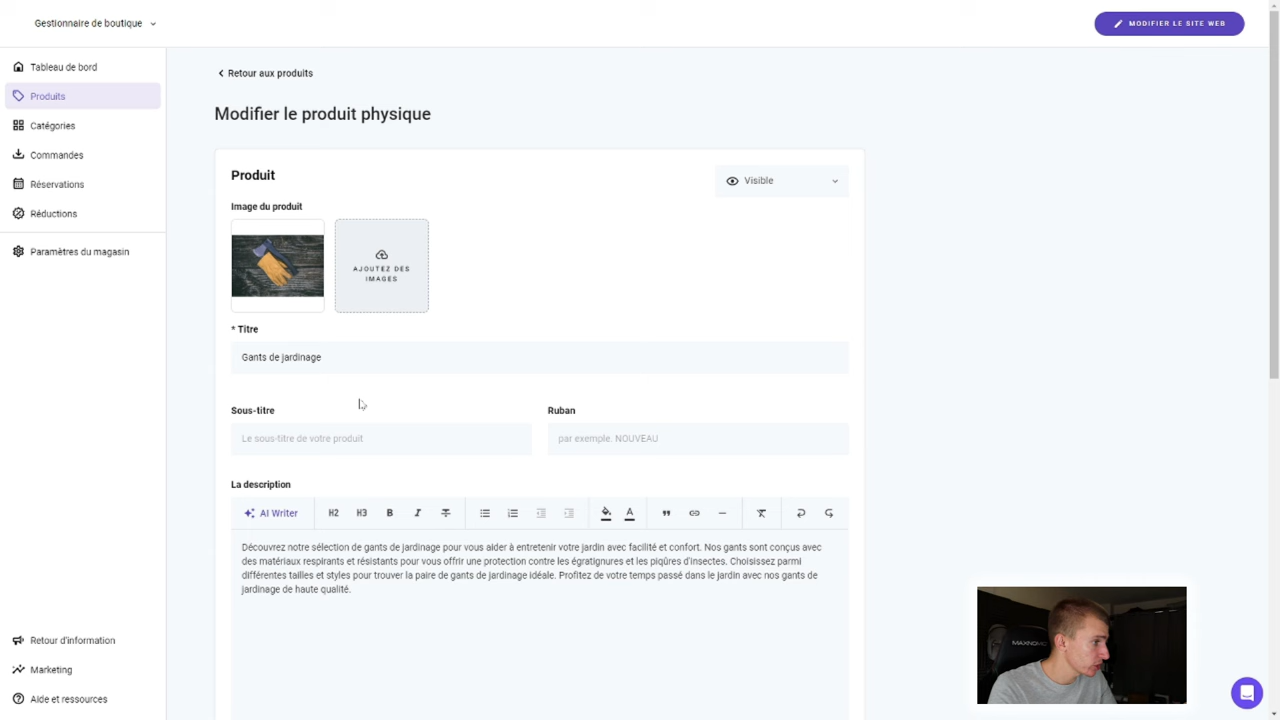 Gestionnaire de boutique
MODIFIER LE SITE WEB
Tableau de bord
Produits
Catégories
Commandes
Réservations
Réductions
Paramètres du magasin
Retour d'information
Marketing
Aide et ressources
Retour aux produits
Modifier le produit physique
Produit
Visible
Image du produit
AJOUTEZ DES
IMAGES
* Titre
Gants de jardinage
Sous-titre
Ruban
Le sous-titre de votre produit
par exemple. NOUVEAU
La description
AI Writer
H2
H3
B
I
T
A
Découvrez notre sélection de gants de jardinage pour vous aider à entretenir votre jardin avec facilité et confort. Nos gants sont conçus avec
des matériaux respirants et résistants pour vous offrir une protection contre les égratignures et les piqûres d'insectes. Choisissez parmi
différentes tailles et styles pour trouver la paire de gants de jardinage idéale. Profitez de votre temps passé dans le jardin avec nos gants de
jardinage de haute qualité.
MAXNOMIC